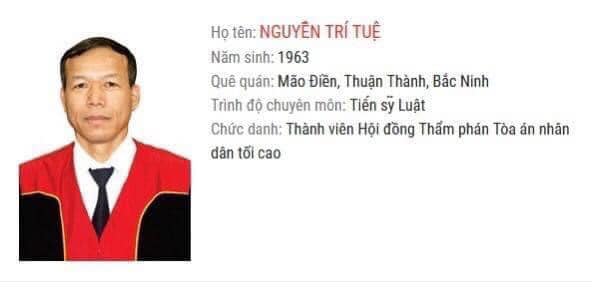 Họ tên: NGUYỄN TRÍ TUỆ
Năm sinh: 1963
Quê quán: Mão Điền, Thuận Thành, Bắc Ninh
Trình độ chuyên môn: Tiến sỹ Luật
Chức danh: Thành viên Hội đồng Thẩm phán Tòa án nhân
dân tối cao